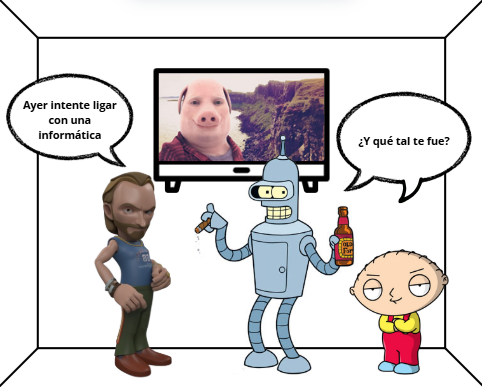 Ayer intente ligar
con una
informática
¿Y qué tal te fue?